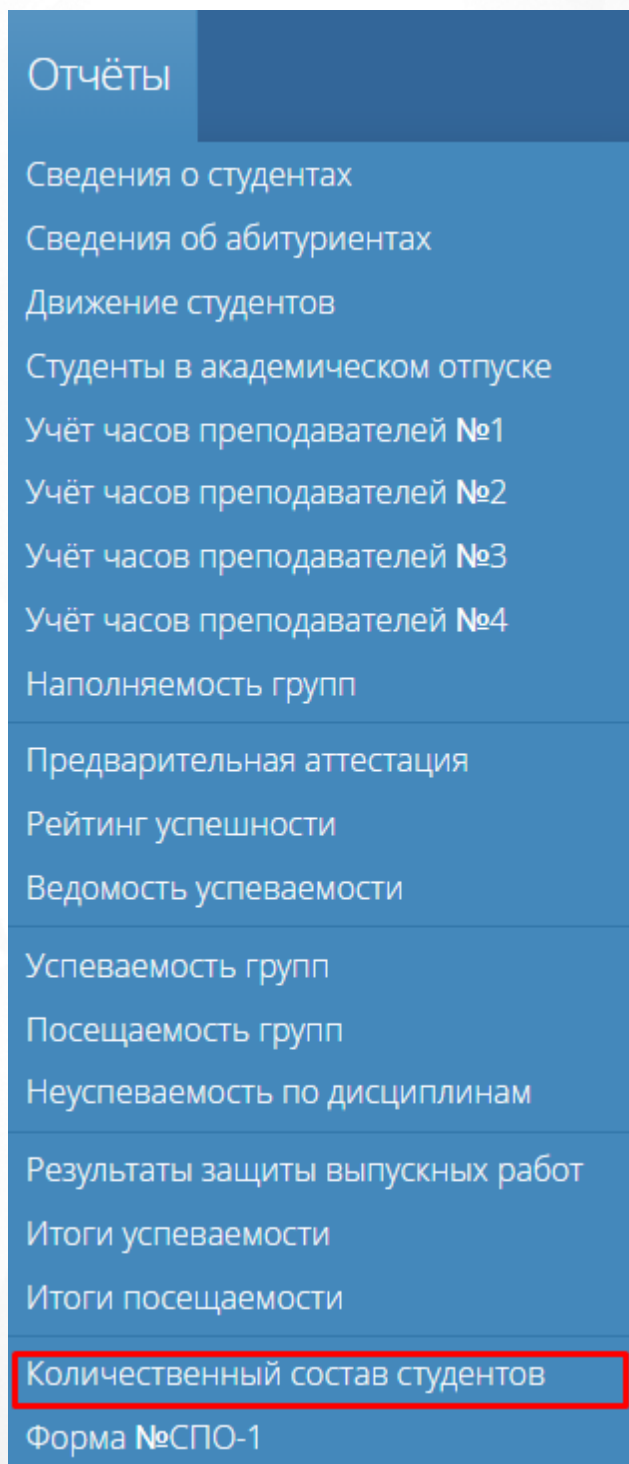 Отчёты
Сведения о студентах
Сведения об абитуриентах
Движение студентов
Студенты в академическом отпуске
Учёт часов преподавателей №1
Учёт часов преподавателей №2
Учёт часов преподавателей №3
Учёт часов преподавателей №4
Наполняемость групп
Предварительная аттестация
Рейтинг успешности
Ведомость успеваемости
Успеваемость групп
Посещаемость групп
Неуспеваемость по дисциплинам
Результаты защиты выпускных работ
Итоги успеваемости
Итоги посещаемости
Количественный состав студентов
Форма №СПО-1